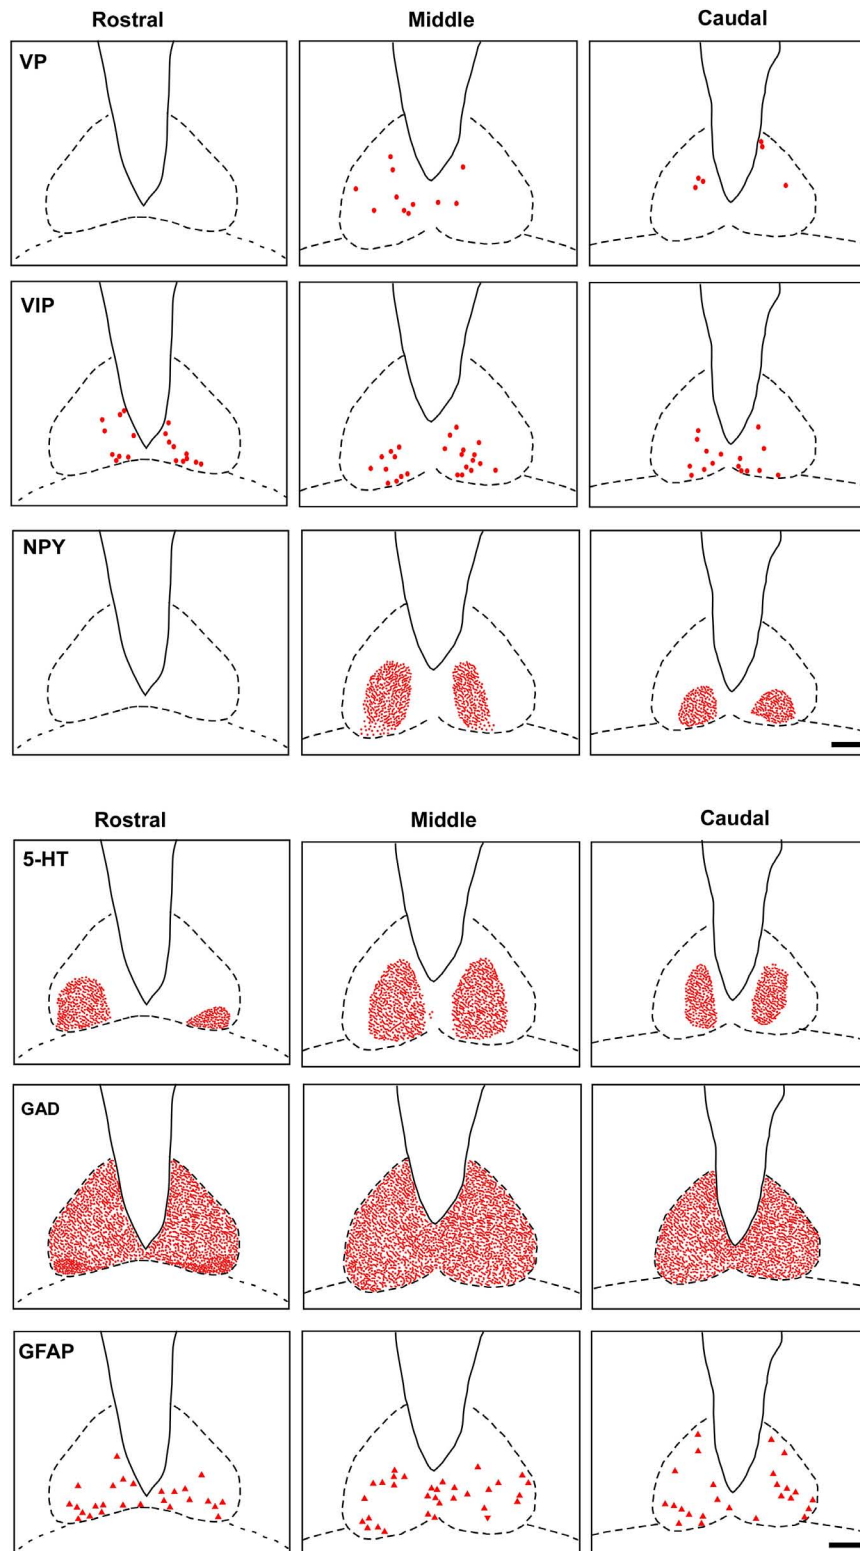 Rostral Middle Caudal
VP
VIP
NPY
Rostral Middle Caudal
5-HT
GAD
GFAP